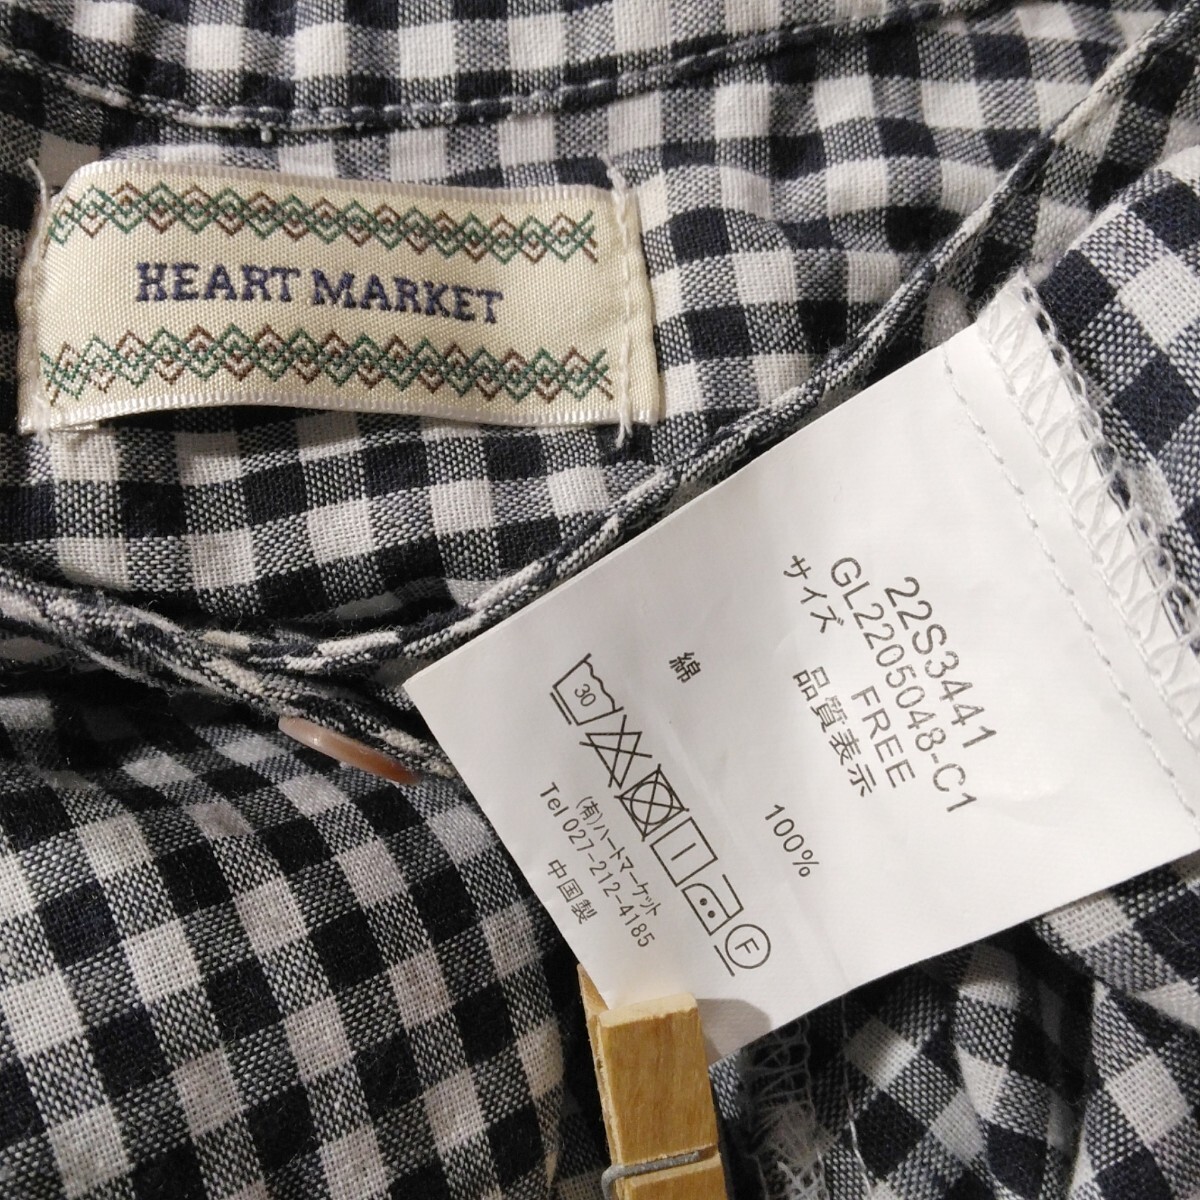 HEART MARKET
22S3441
GL2205048-C1
サイズ FREE
品質表示
綿 100%
30
F
(有)ハートマーケット
Tel 027-212-4185
中国製